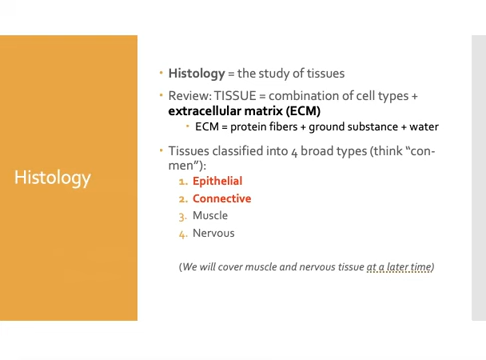 Histology
• Histology = the study of tissues
• Review: TISSUE = combination of cell types +
extracellular matrix (ECM)
• ECM = protein fibers + ground substance + water
• Tissues classified into 4 broad types (think “con-
men”):
1. Epithelial
2. Connective
3. Muscle
4. Nervous
(We will cover muscle and nervous tissue at a later time)